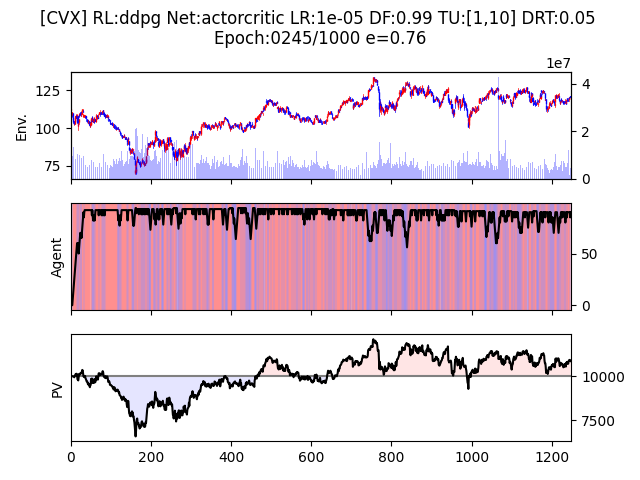 [CVX] RL:ddpg Net:actorcritic LR:1e-05 DF:0.99 TU:[1,10] DRT:0.05
Epoch:0245/1000 e=0.76
1e7
125
100
75
Env.
4
2
0
Agent
50
0
PV
10000
7500
0 200 400 600 800 1000 1200